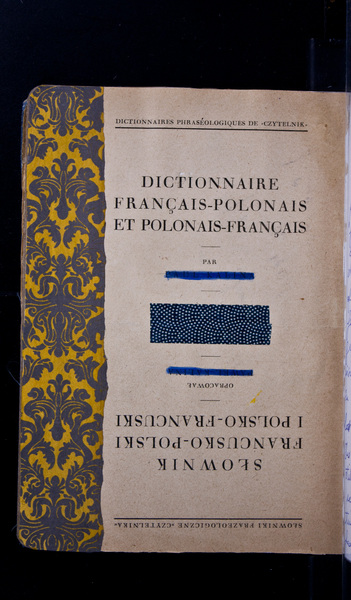 DICTIONNAIRES PHRASÉOLOGIQUES DE «CZYTELNIK»
DICTIONNAIRE
FRANÇAIS-POLONAIS
ET POLONAIS-FRANÇAIS
PAR
OPRACOWAŁ
SŁOWNIK
FRANCUSKO-POLSKI
I POLSKO-FRANCUSKI
SŁOWNIKI FRAZEOLOGICZNE «CZYTELNIKA»